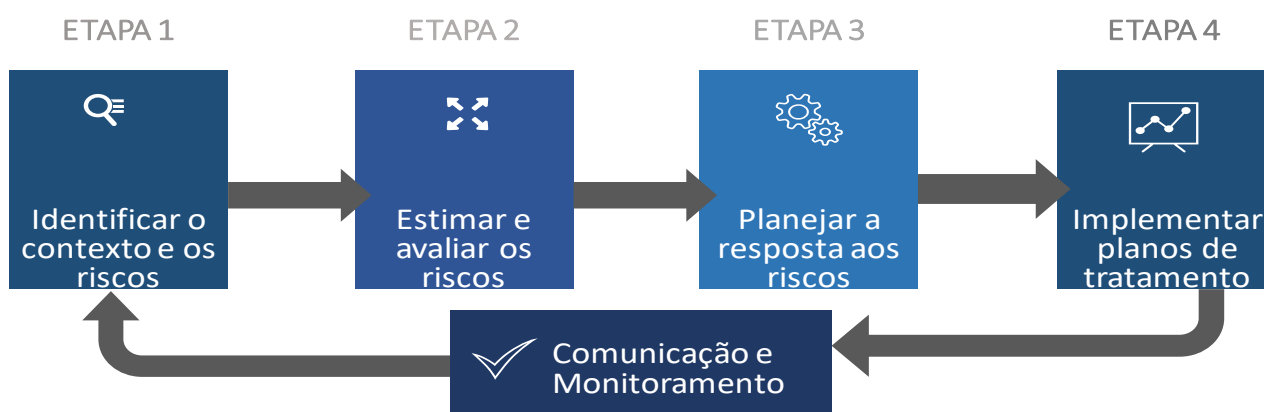 ETAPA 1
ETAPA 2
ETAPA 3
ETAPA 4
Identificar o
contexto e os
riscos
Estimar e
avaliar os
riscos
Planejar a
resposta aos
riscos
Implementar
planos de
tratamento
Comunicação e
Monitoramento